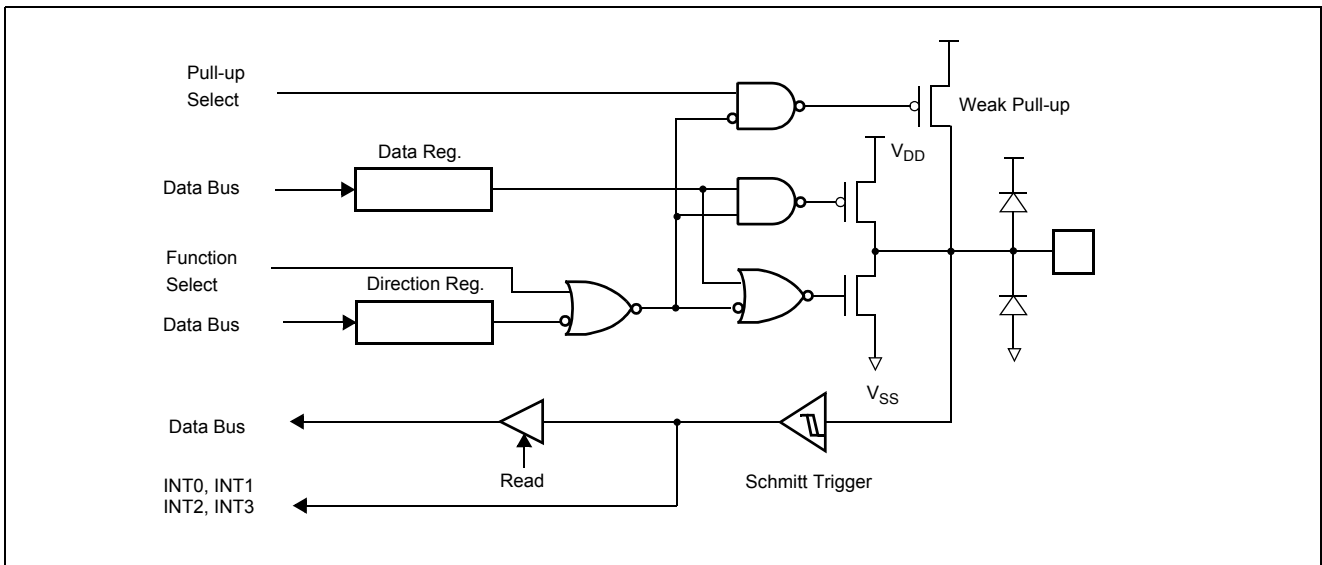 Pull-up
Select
Weak Pull-up
Data Reg.
VDD
Data Bus
Function
Select
Direction Reg.
Data Bus
VSS
Data Bus
Read
Schmitt Trigger
INT0, INT1
INT2, INT3